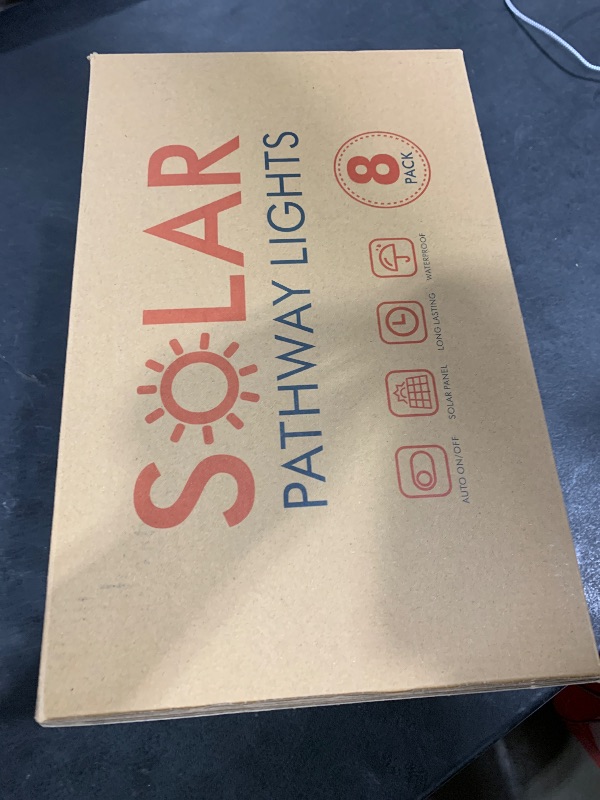 SOLAR
PATHWAY LIGHTS
AUTO ON/OFF
SOLAR PANEL
LONG LASTING
WATERPROOF
8
PACK